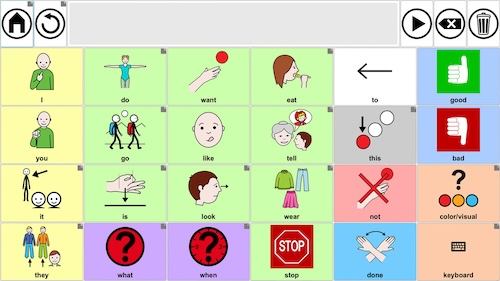 I do want eat to good
you go like tell this bad
it is look wear not color/visual
they what when STOP stop done keyboard